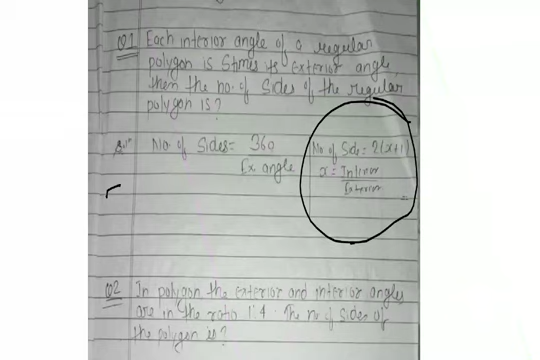 Q1 Each interior angle of a regular
polygon is 5 times its exterior angle,
then the no. of sides of the regular
polygon is?
Solⁿ No. of Sides = 360
Ex angle
No of Side = 2(x+1)
x = Interior
Exterior
=
Q2 In polygon the exterior and interior angles
are in the ratio 1:4. The no of sides of
the polygon is?